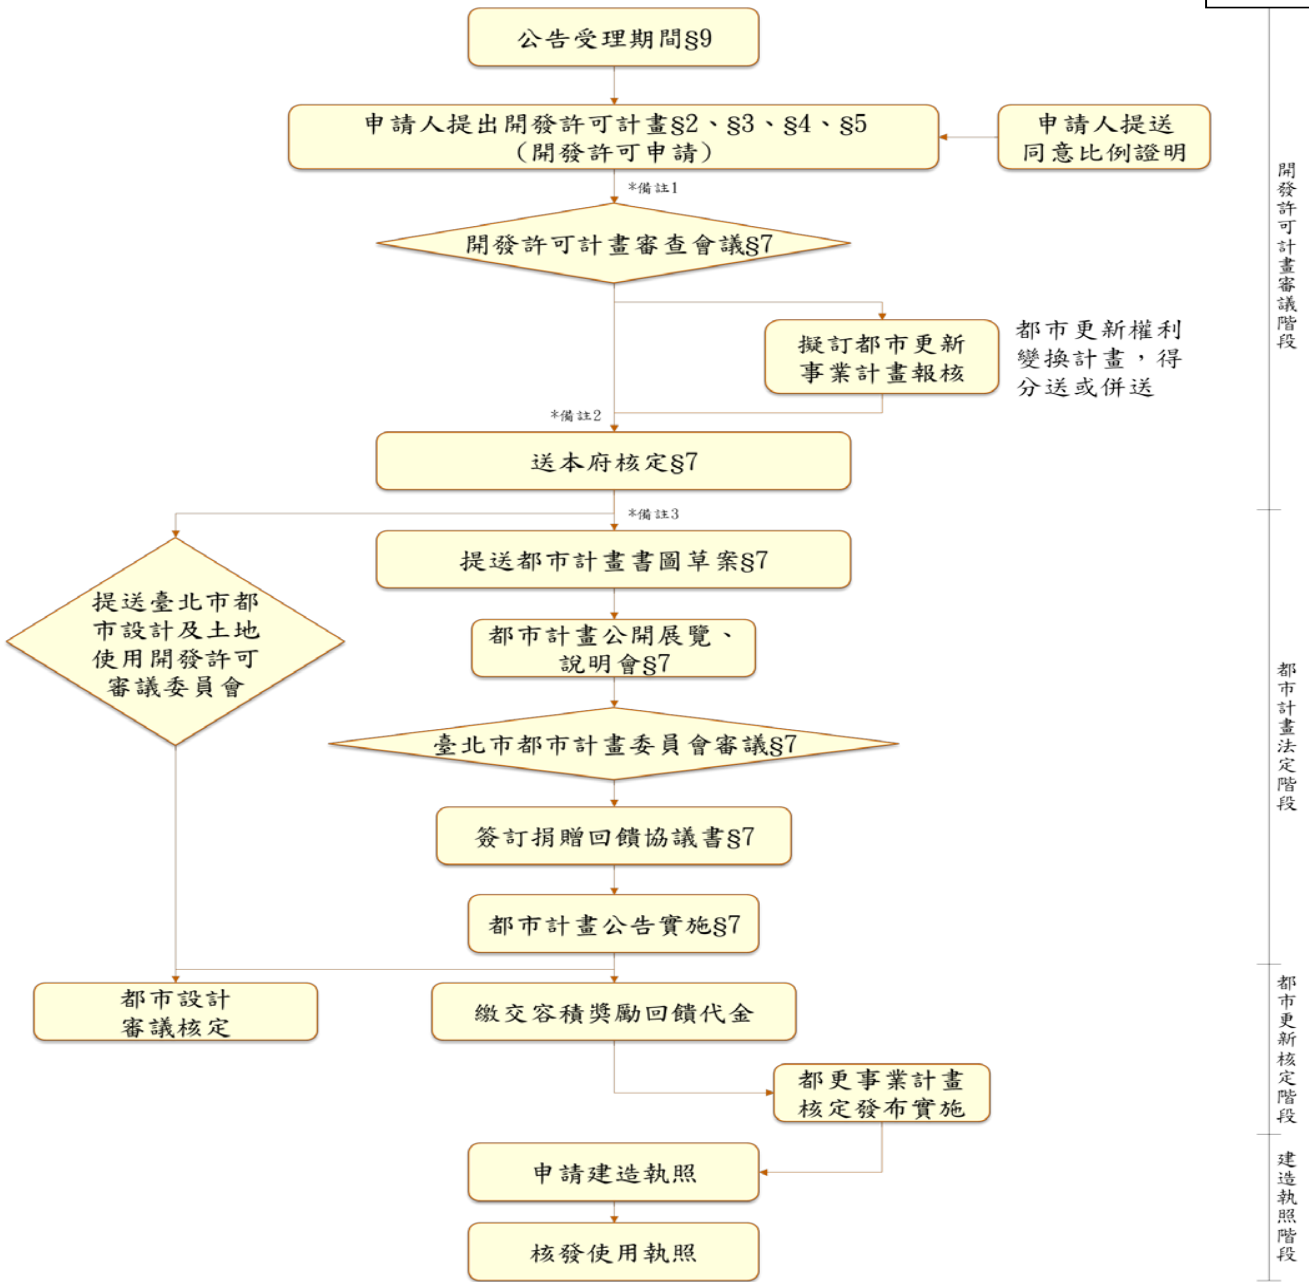 公告受理期間§9
申請人提出開發許可計畫§2、§3、§4、§5
（開發許可申請）
申請人提送
同意比例證明
*備註1
開發許可計畫審查會議§7
擬訂都市更新
事業計畫報核
都市更新權利
變換計畫，得
分送或併送
*備註2
送本府核定§7
*備註3
提送都市計畫書圖草案§7
提送臺北市都
市設計及土地
使用開發許可
審議委員會
都市計畫公開展覽、
說明會§7
臺北市都市計畫委員會審議§7
簽訂捐贈回饋協議書§7
都市計畫公告實施§7
都市設計
審議核定
繳交容積獎勵回饋代金
都更事業計畫
核定發布實施
申請建造執照
核發使用執照
開發許可計畫審議階段
都市計畫法定階段
都市更新核定階段
建造執照階段